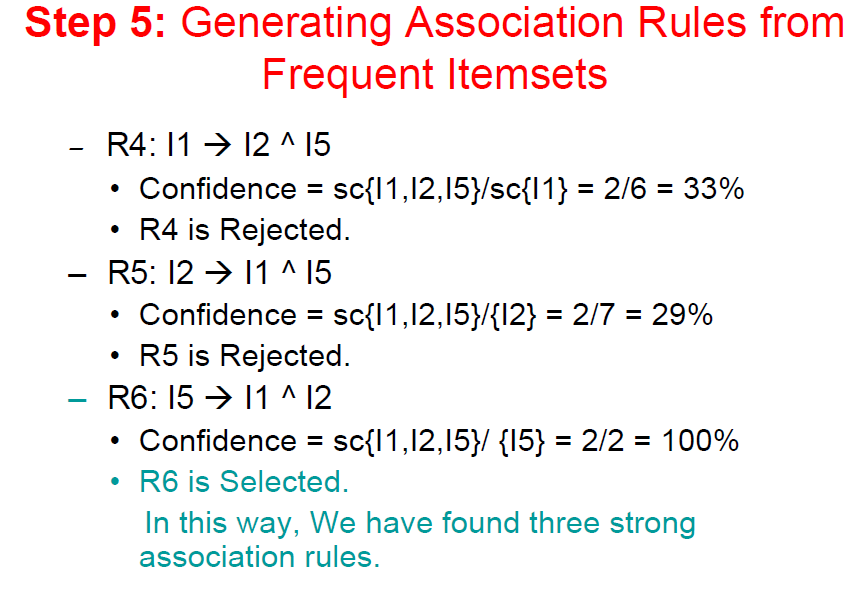 Step 5: Generating Association Rules from
Frequent Itemsets
– R4: I1 → I2 ^ I5
• Confidence = sc{I1,I2,I5}/sc{I1} = 2/6 = 33%
• R4 is Rejected.
– R5: I2 → I1 ^ I5
• Confidence = sc{I1,I2,I5}/{I2} = 2/7 = 29%
• R5 is Rejected.
– R6: I5 → I1 ^ I2
• Confidence = sc{I1,I2,I5}/ {I5} = 2/2 = 100%
• R6 is Selected.
In this way, We have found three strong
association rules.